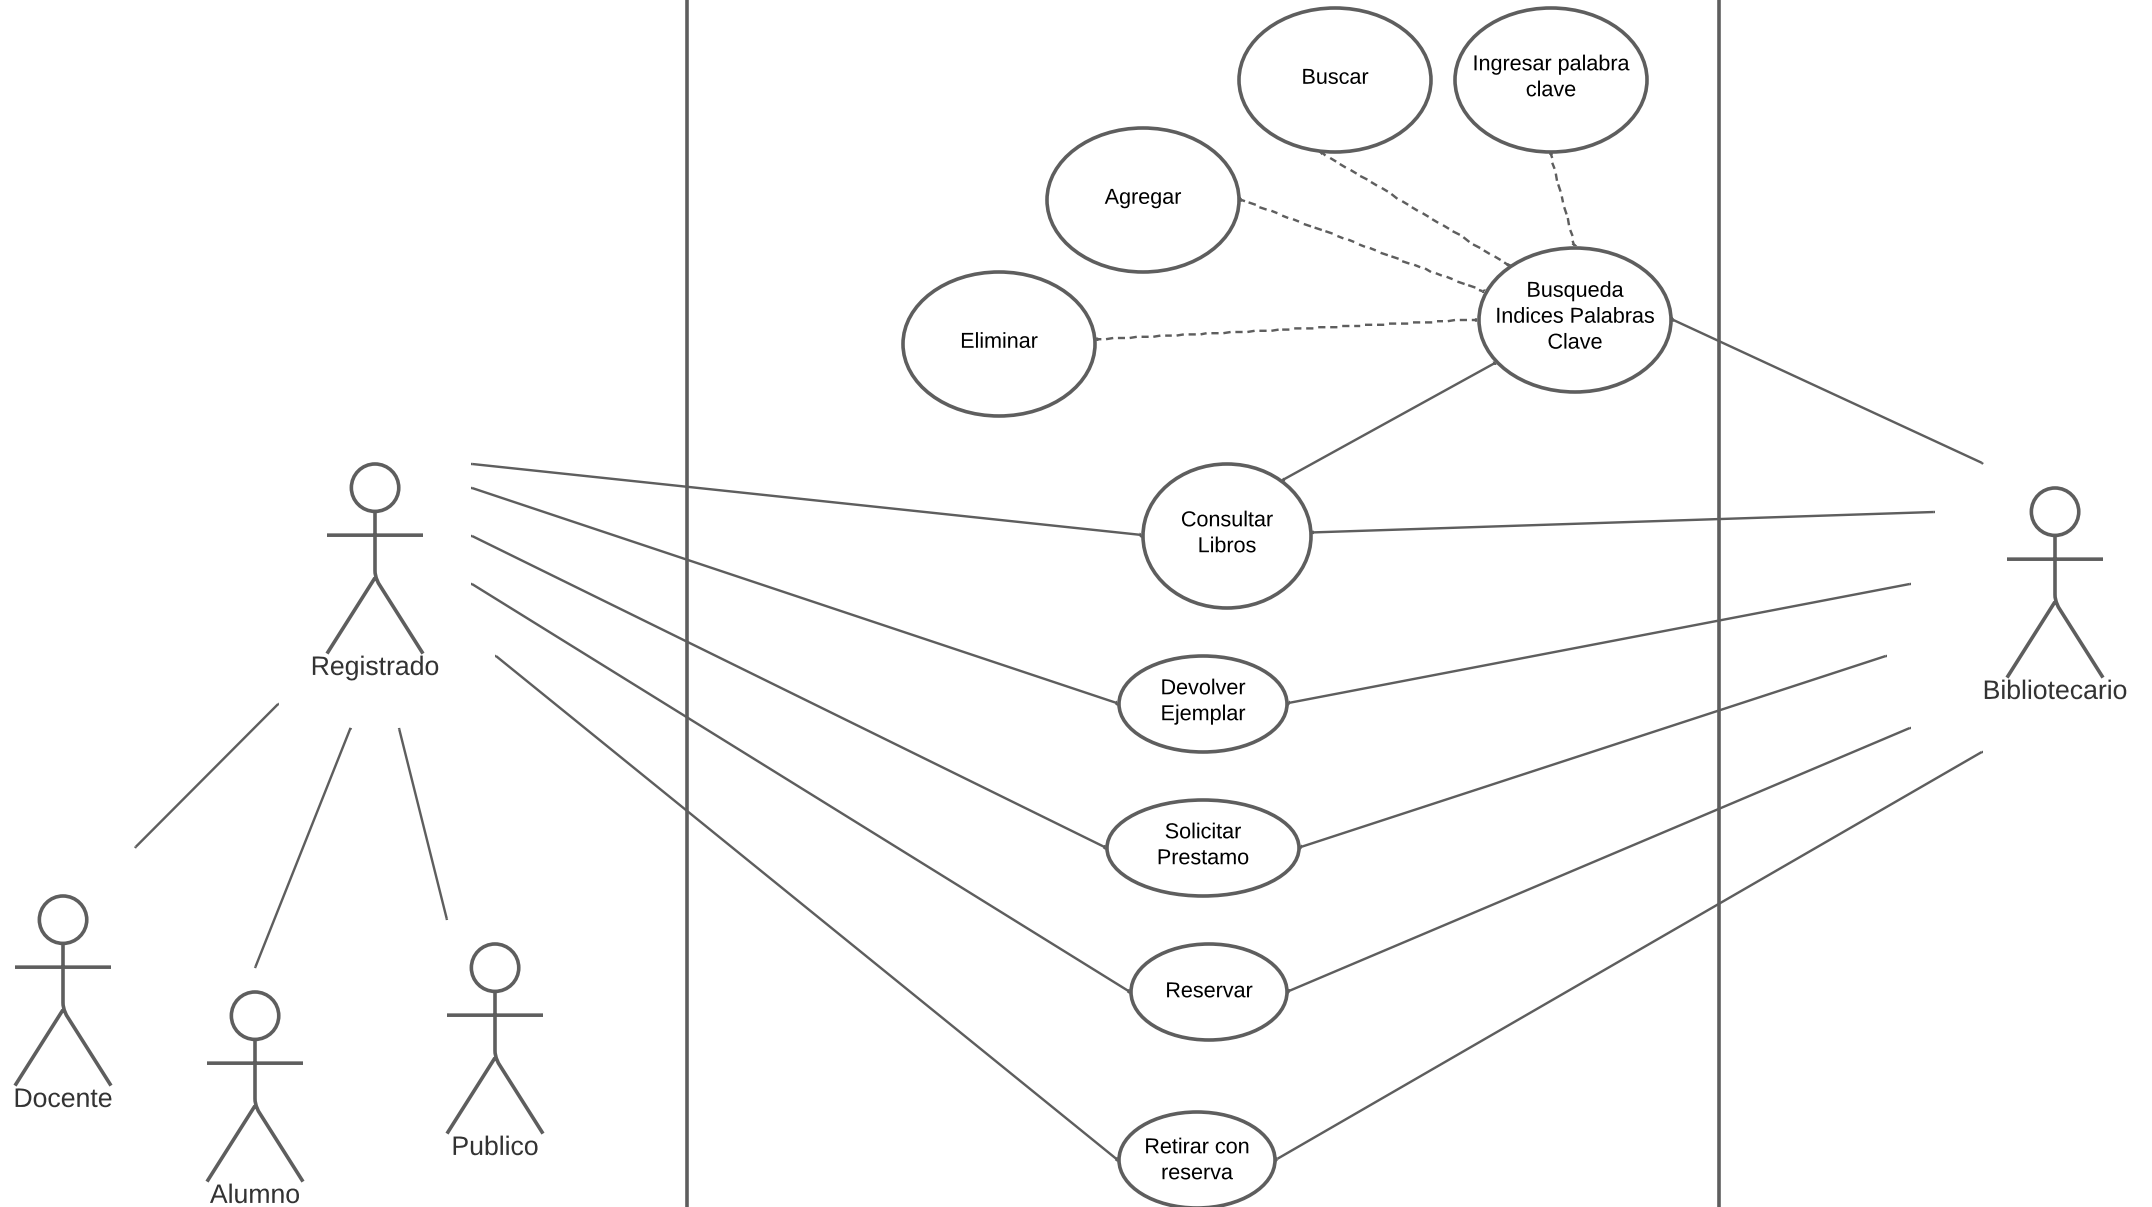 Buscar
Ingresar palabra
clave
Agregar
Eliminar
Busqueda
Indices Palabras
Clave
Consultar
Libros
Registrado
Bibliotecario
Devolver
Ejemplar
Solicitar
Prestamo
Reservar
Docente
Alumno
Publico
Retirar con
reserva